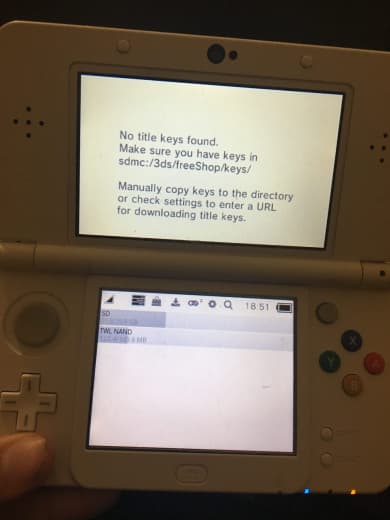 No title keys found.
Make sure you have keys in
sdmc:/3ds/freeShop/keys/
Manually copy keys to the directory
or check settings to enter a URL
for downloading title keys.
18:51
SD
TWL NAND
MB
X
Y
A
B